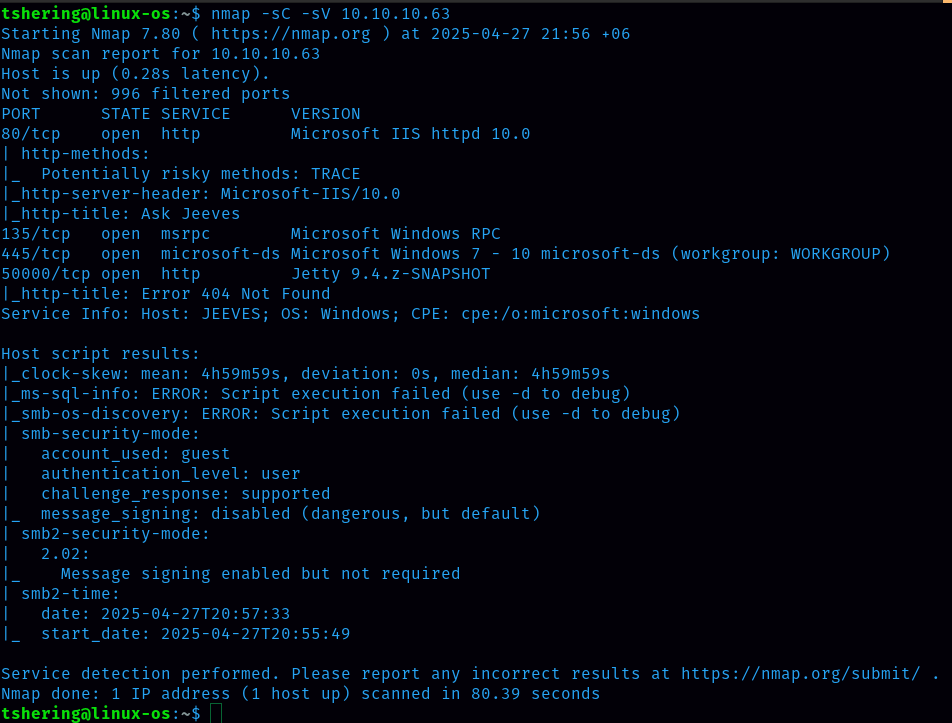 tshering@linux-os:~$ nmap -sC -sV 10.10.10.63
Starting Nmap 7.80 ( https://nmap.org ) at 2025-04-27 21:56 +06
Nmap scan report for 10.10.10.63
Host is up (0.28s latency).
Not shown: 996 filtered ports
PORT      STATE SERVICE      VERSION
80/tcp    open  http         Microsoft IIS httpd 10.0
| http-methods:
|_  Potentially risky methods: TRACE
|_http-server-header: Microsoft-IIS/10.0
|_http-title: Ask Jeeves
135/tcp   open  msrpc        Microsoft Windows RPC
445/tcp   open  microsoft-ds Microsoft Windows 7 - 10 microsoft-ds (workgroup: WORKGROUP)
50000/tcp open  http         Jetty 9.4.z-SNAPSHOT
|_http-title: Error 404 Not Found
Service Info: Host: JEEVES; OS: Windows; CPE: cpe:/o:microsoft:windows

Host script results:
|_clock-skew: mean: 4h59m59s, deviation: 0s, median: 4h59m59s
|_ms-sql-info: ERROR: Script execution failed (use -d to debug)
|_smb-os-discovery: ERROR: Script execution failed (use -d to debug)
| smb-security-mode:
|   account_used: guest
|   authentication_level: user
|   challenge_response: supported
|_  message_signing: disabled (dangerous, but default)
| smb2-security-mode:
|   2.02:
|_    Message signing enabled but not required
| smb2-time:
|   date: 2025-04-27T20:57:33
|_  start_date: 2025-04-27T20:55:49

Service detection performed. Please report any incorrect results at https://nmap.org/submit/ .
Nmap done: 1 IP address (1 host up) scanned in 80.39 seconds
tshering@linux-os:~$